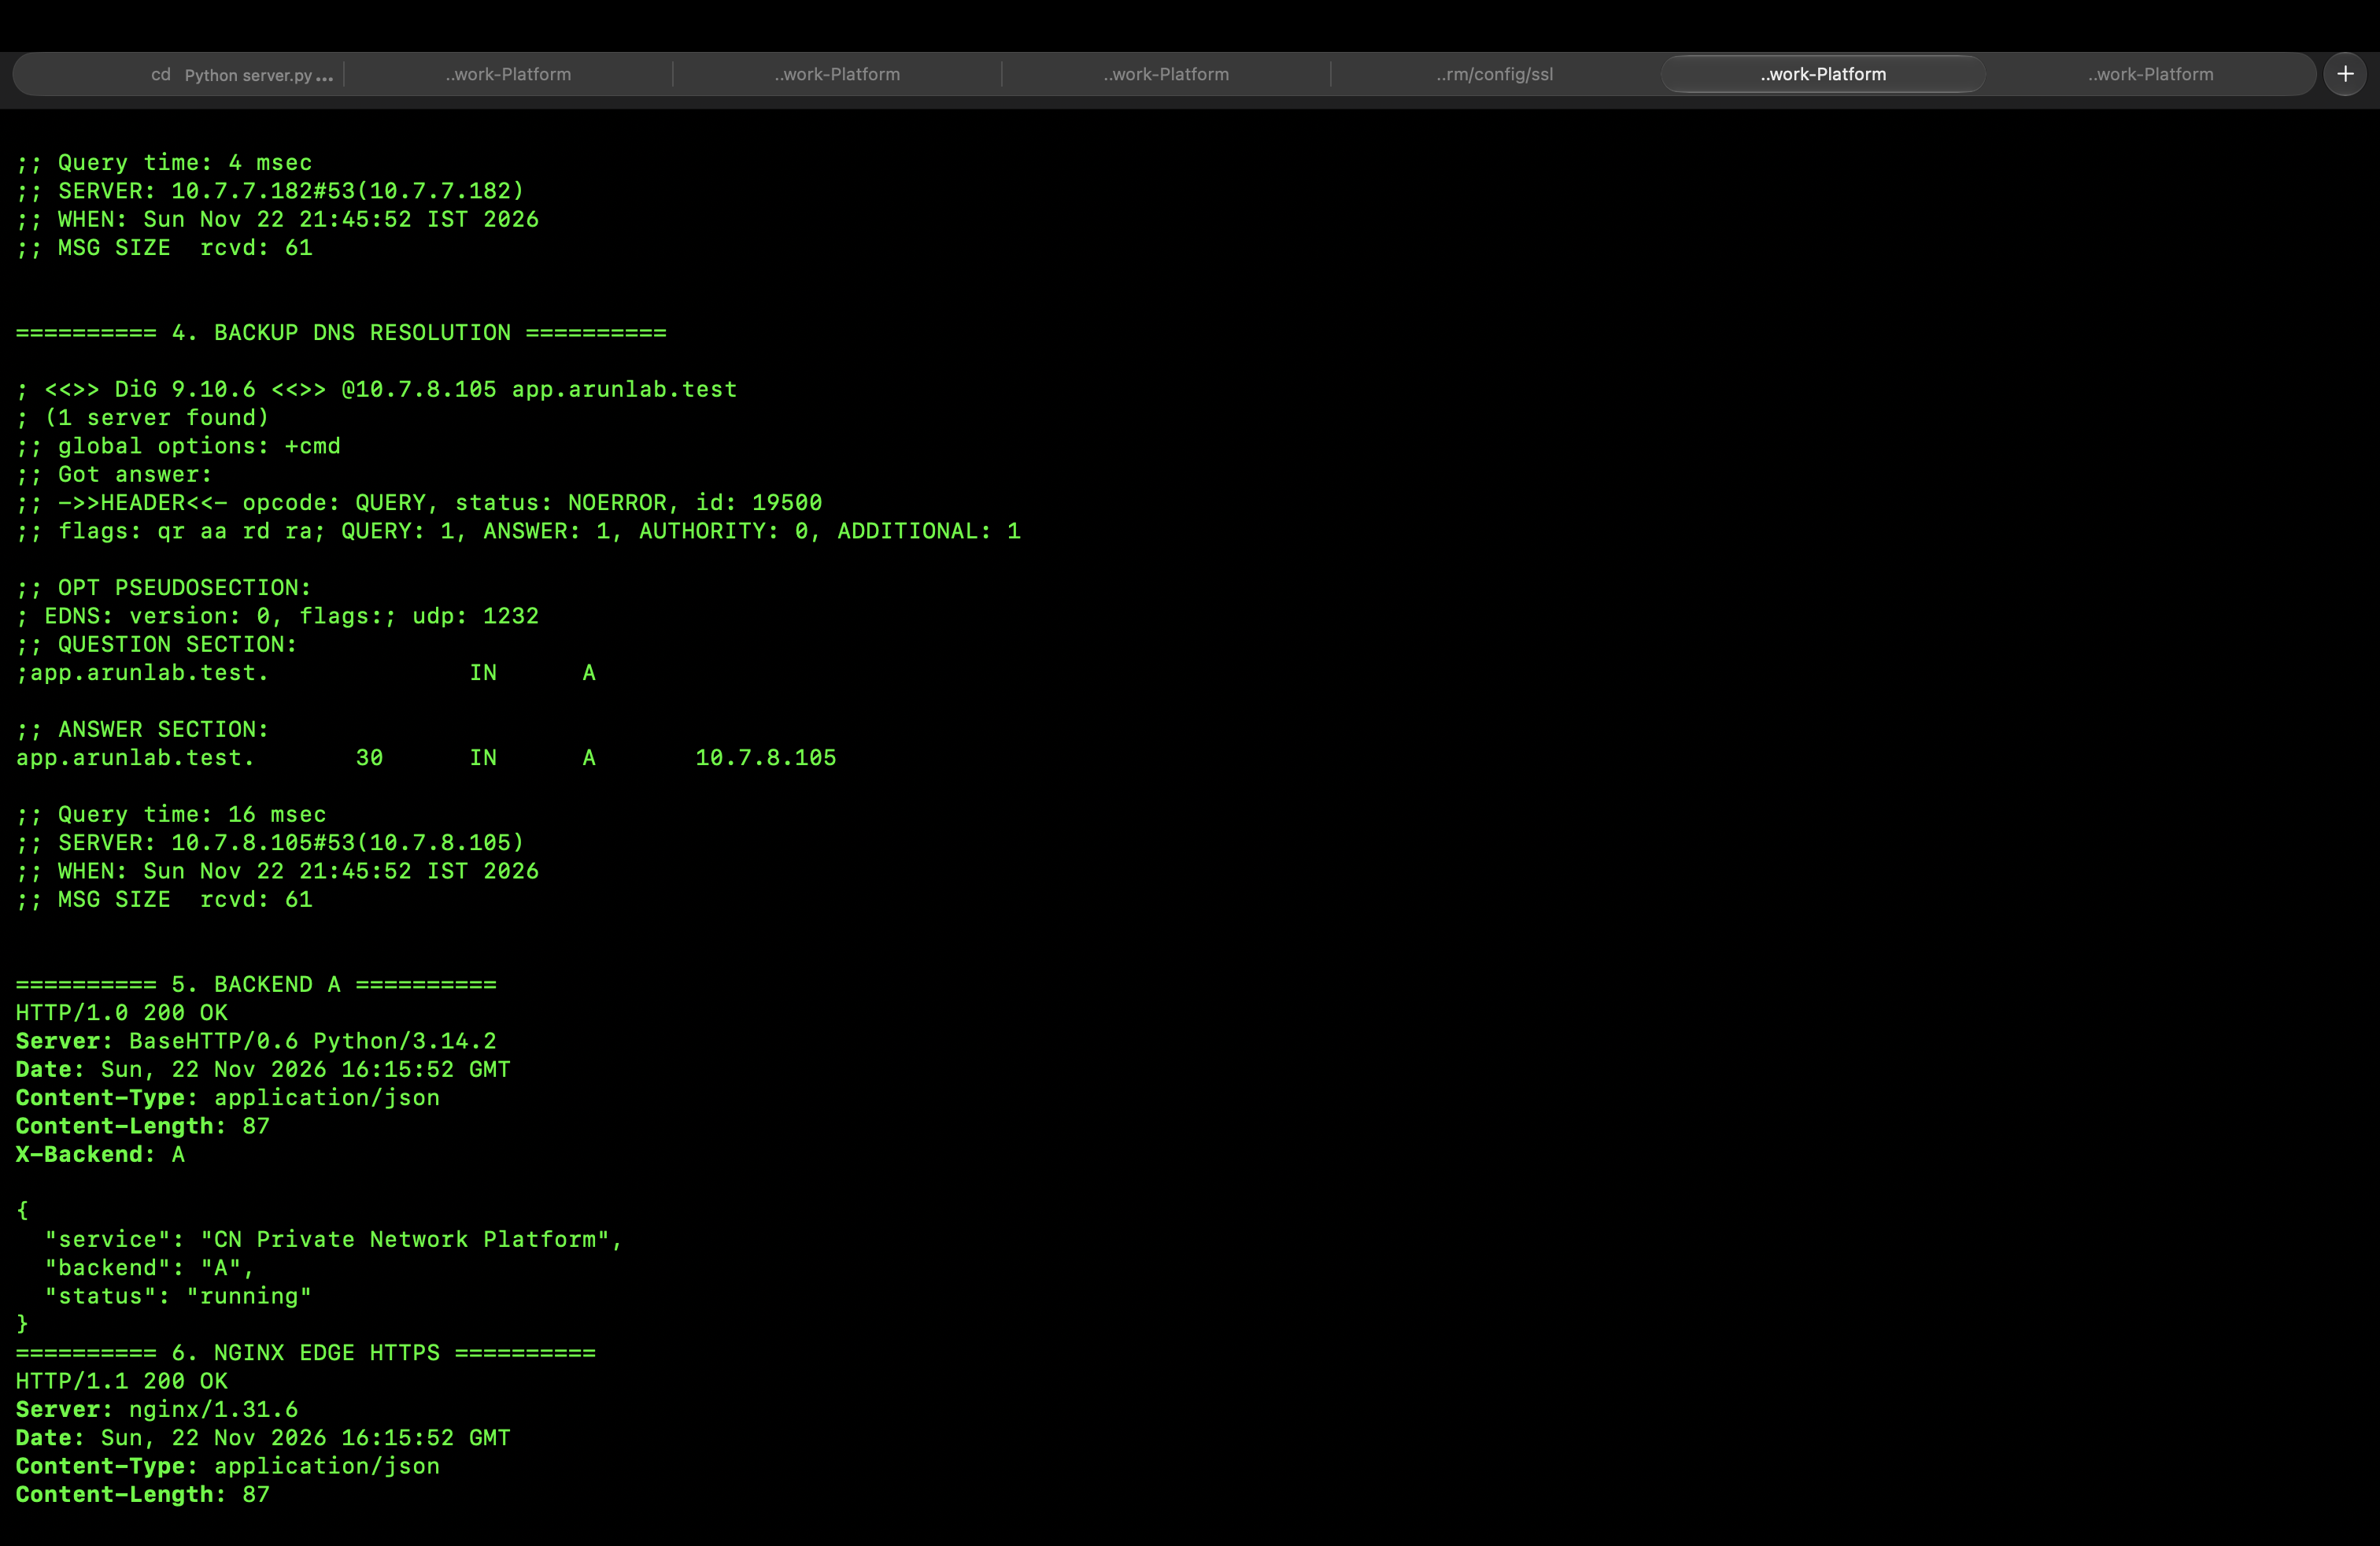 cd Python server.py ...
..work-Platform
..work-Platform
..work-Platform
..rm/config/ssl
..work-Platform
..work-Platform
+
;; Query time: 4 msec
;; SERVER: 10.7.7.182#53(10.7.7.182)
;; WHEN: Sun Nov 22 21:45:52 IST 2026
;; MSG SIZE  rcvd: 61
========== 4. BACKUP DNS RESOLUTION ==========
; <<>> DiG 9.10.6 <<>> @10.7.8.105 app.arunlab.test
; (1 server found)
;; global options: +cmd
;; Got answer:
;; ->>HEADER<<- opcode: QUERY, status: NOERROR, id: 19500
;; flags: qr aa rd ra; QUERY: 1, ANSWER: 1, AUTHORITY: 0, ADDITIONAL: 1
;; OPT PSEUDOSECTION:
; EDNS: version: 0, flags:; udp: 1232
;; QUESTION SECTION:
;app.arunlab.test.		IN	A
;; ANSWER SECTION:
app.arunlab.test.	30	IN	A	10.7.8.105
;; Query time: 16 msec
;; SERVER: 10.7.8.105#53(10.7.8.105)
;; WHEN: Sun Nov 22 21:45:52 IST 2026
;; MSG SIZE  rcvd: 61
========== 5. BACKEND A ==========
HTTP/1.0 200 OK
Server: BaseHTTP/0.6 Python/3.14.2
Date: Sun, 22 Nov 2026 16:15:52 GMT
Content-Type: application/json
Content-Length: 87
X-Backend: A
{
  "service": "CN Private Network Platform",
  "backend": "A",
  "status": "running"
}
========== 6. NGINX EDGE HTTPS ==========
HTTP/1.1 200 OK
Server: nginx/1.31.6
Date: Sun, 22 Nov 2026 16:15:52 GMT
Content-Type: application/json
Content-Length: 87